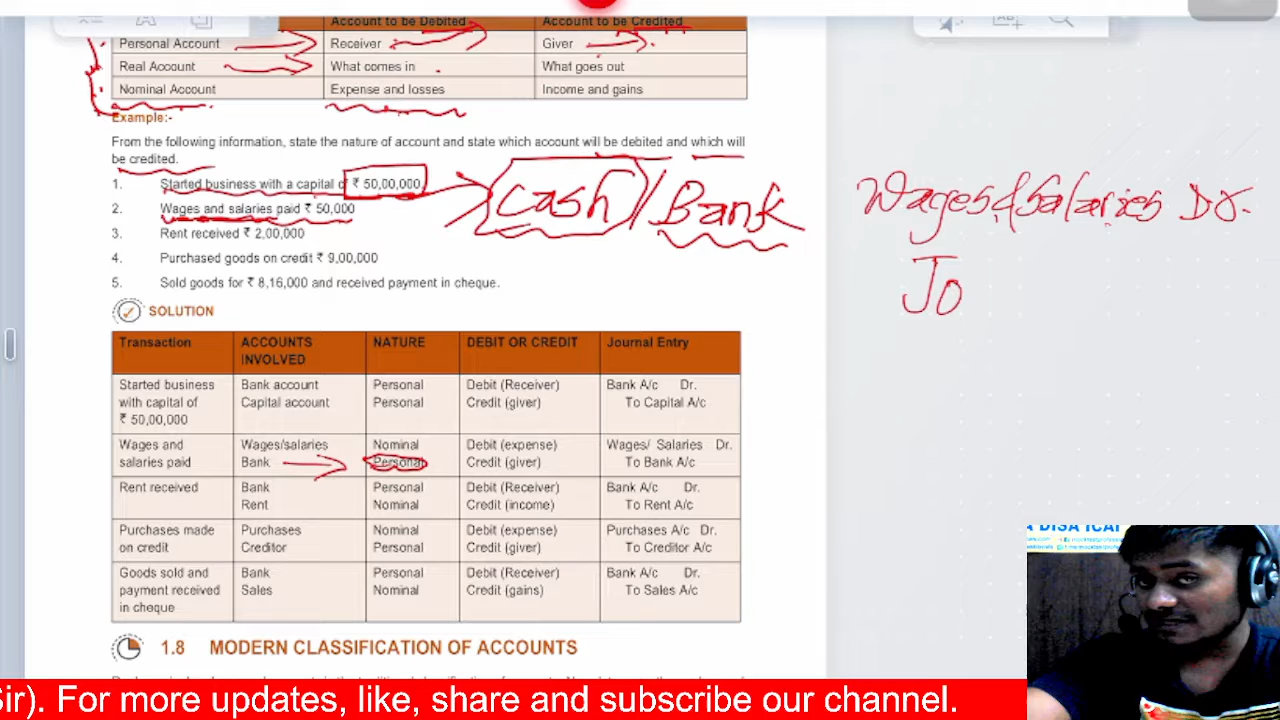 Account to be Debited Account to be Credited
Personal Account Receiver Giver
Real Account What comes in What goes out
Nominal Account Expense and losses Income and gains
Example:-
From the following information, state the nature of account and state which account will be debited and which will
be credited.
1. Started business with a capital of ₹ 50,00,000
2. Wages and salaries paid ₹ 50,000
3. Rent received ₹ 2,00,000
4. Purchased goods on credit ₹ 9,00,000
5. Sold goods for ₹ 8,16,000 and received payment in cheque.
Cash / Bank
Wages & Salaries Dr.
To
SOLUTION
Transaction ACCOUNTS INVOLVED NATURE DEBIT OR CREDIT Journal Entry
Started business Bank account Personal Debit (Receiver) Bank A/c Dr.
with capital of Capital account Personal Credit (giver) To Capital A/c
₹ 50,00,000
Wages and Wages/salaries Nominal Debit (expense) Wages/ Salaries Dr.
salaries paid Bank Personal Credit (giver) To Bank A/c
Rent received Bank Personal Debit (Receiver) Bank A/c Dr.
Rent Nominal Credit (income) To Rent A/c
Purchases made Purchases Nominal Debit (expense) Purchases A/c Dr.
on credit Creditor Personal Credit (giver) To Creditor A/c
Goods sold and Bank Personal Debit (Receiver) Bank A/c Dr.
payment received Sales Nominal Credit (gains) To Sales A/c
in cheque
1.8 MODERN CLASSIFICATION OF ACCOUNTS
DISA ICAI
Sir). For more updates, like, share and subscribe our channel.